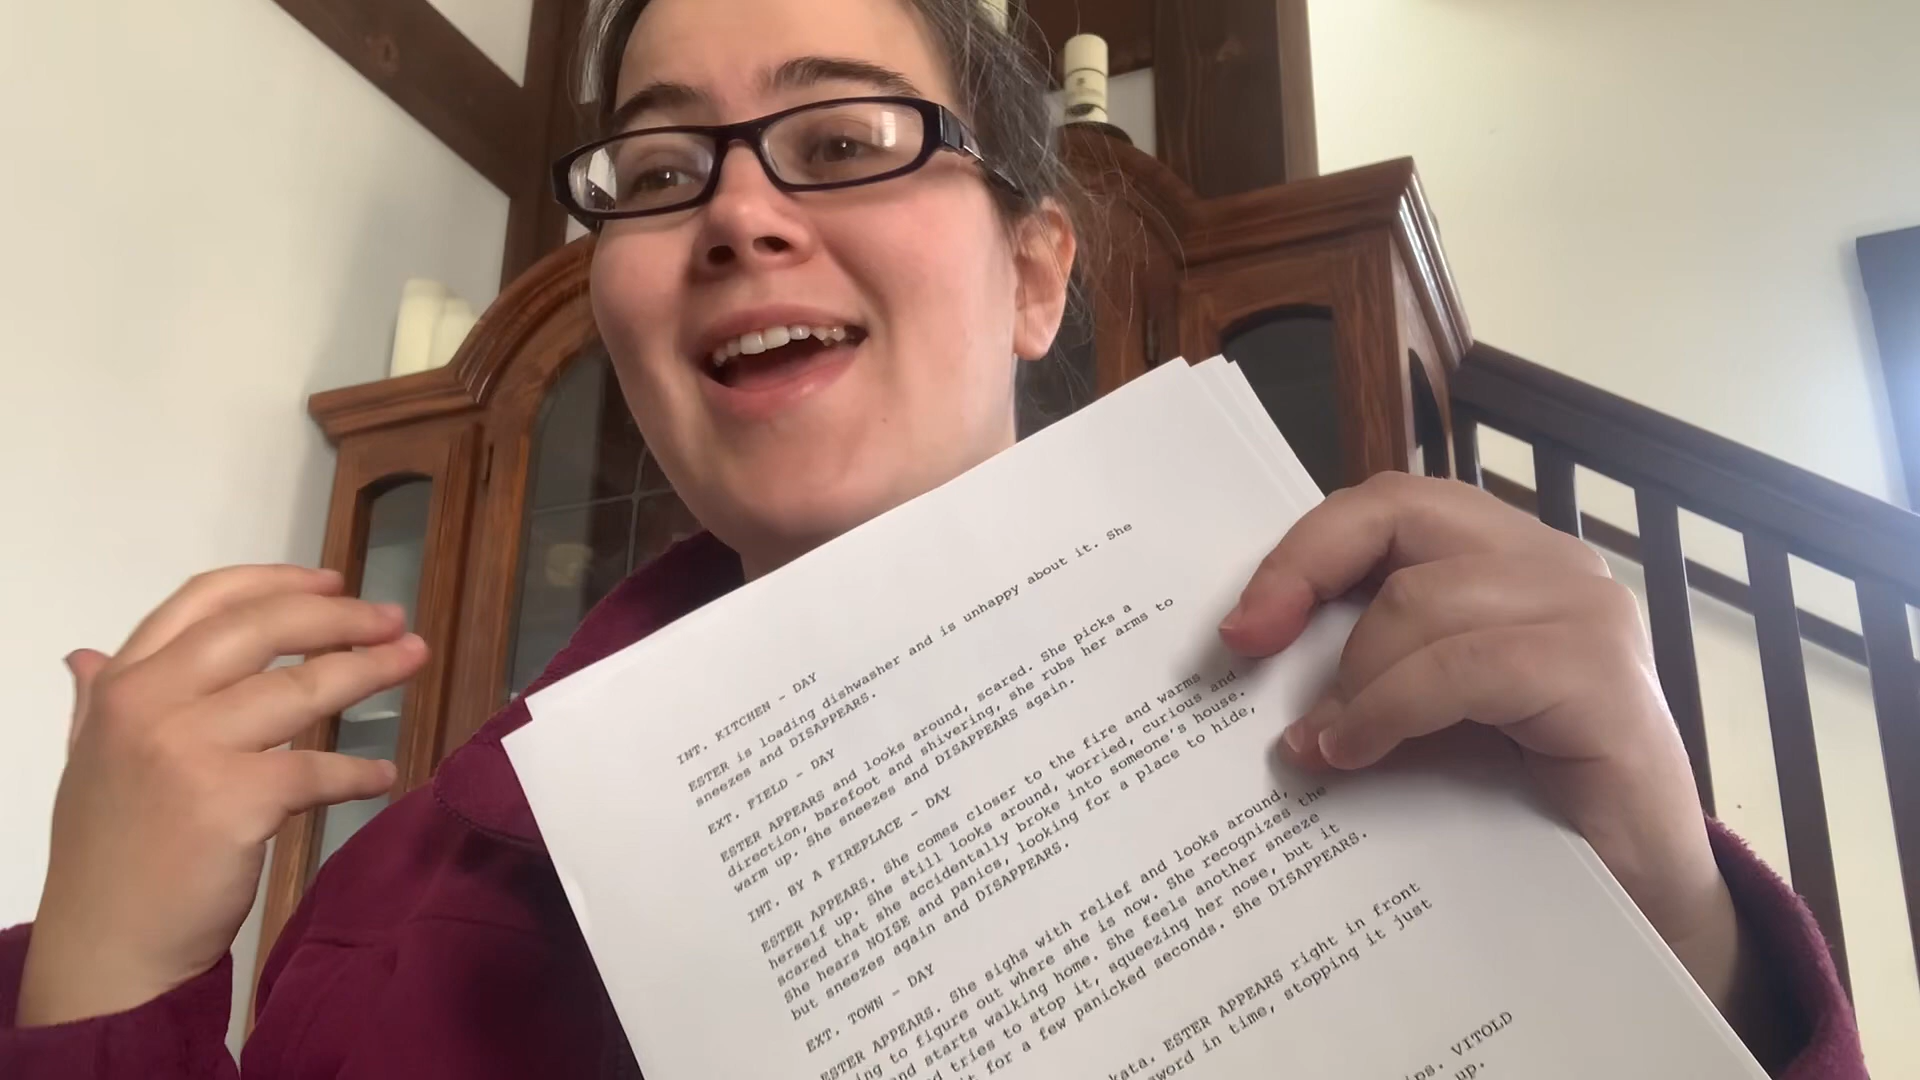 INT. KITCHEN - DAY
ESTER is loading dishwasher and is unhappy about it. She
sneezes and DISAPPEARS.
EXT. FIELD - DAY
ESTER APPEARS and looks around, scared. She picks a
direction, barefoot and shivering, she rubs her arms to
warm up. She sneezes and DISAPPEARS again.
INT. BY A FIREPLACE - DAY
ESTER APPEARS. She comes closer to the fire and warms
herself up. She still looks around, worried, curious and
scared that she accidentally broke into someone's house.
She hears NOISE and panics, looking for a place to hide,
but sneezes again and DISAPPEARS.
EXT. TOWN - DAY
ESTER APPEARS. She sighs with relief and looks around,
to figure out where she is now. She recognizes the
and starts walking home. She feels another sneeze
tries to stop it, squeezing her nose, but it
for a few panicked seconds. She DISAPPEARS.
kata. ESTER APPEARS right in front
sword in time, stopping it just
VITOLD
up.